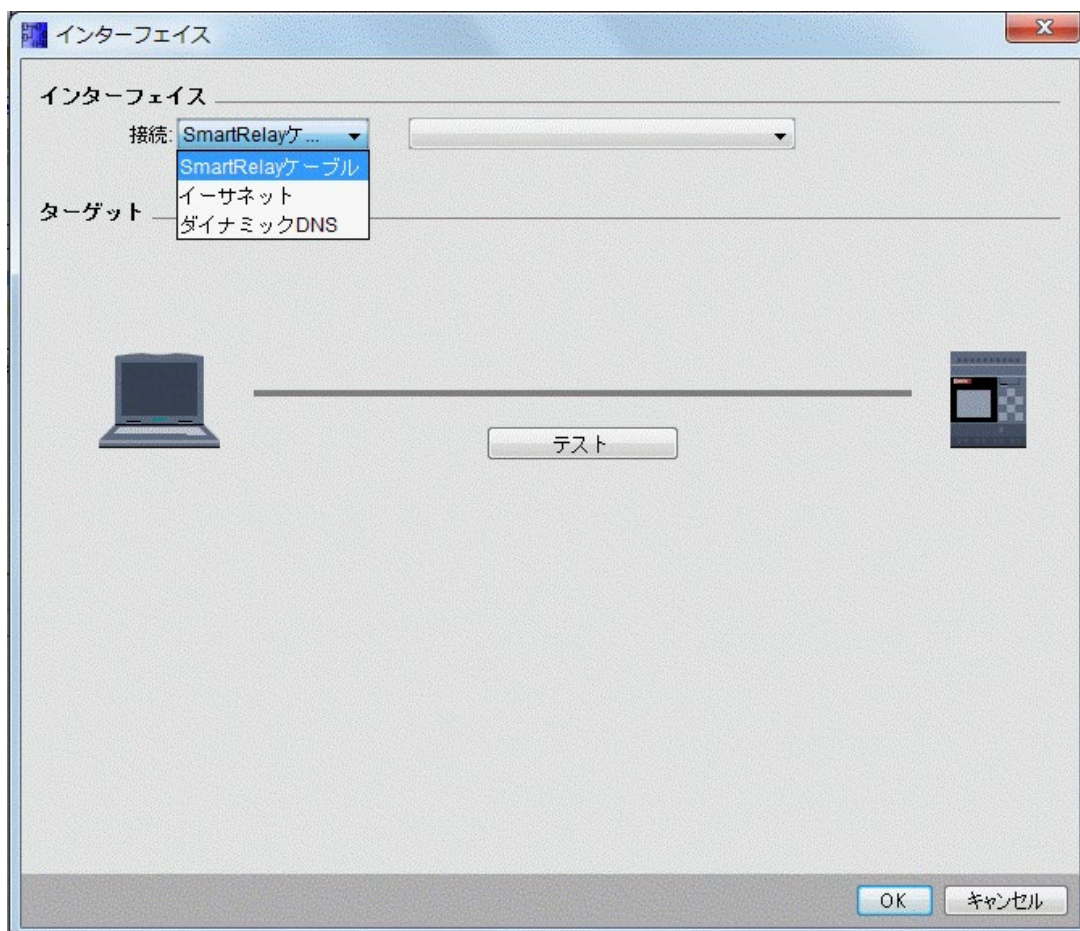 インターフェイス
インターフェイス
接続: SmartRelayケ...
SmartRelayケーブル
イーサネット
ダイナミックDNS
ターゲット
テスト
OK キャンセル